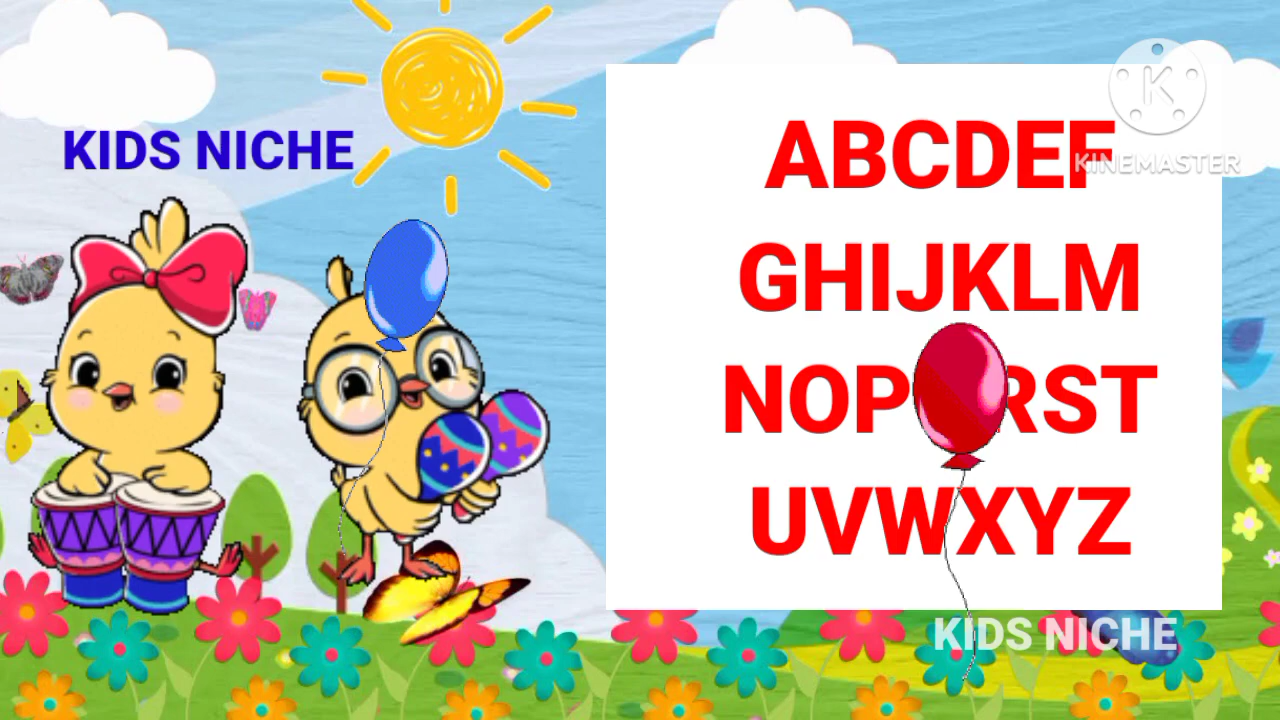 KIDS NICHE
ABCDEF
GHIJKLM
NOP RST
UVWXYZ
K
KINEMASTER
KIDS NICHE